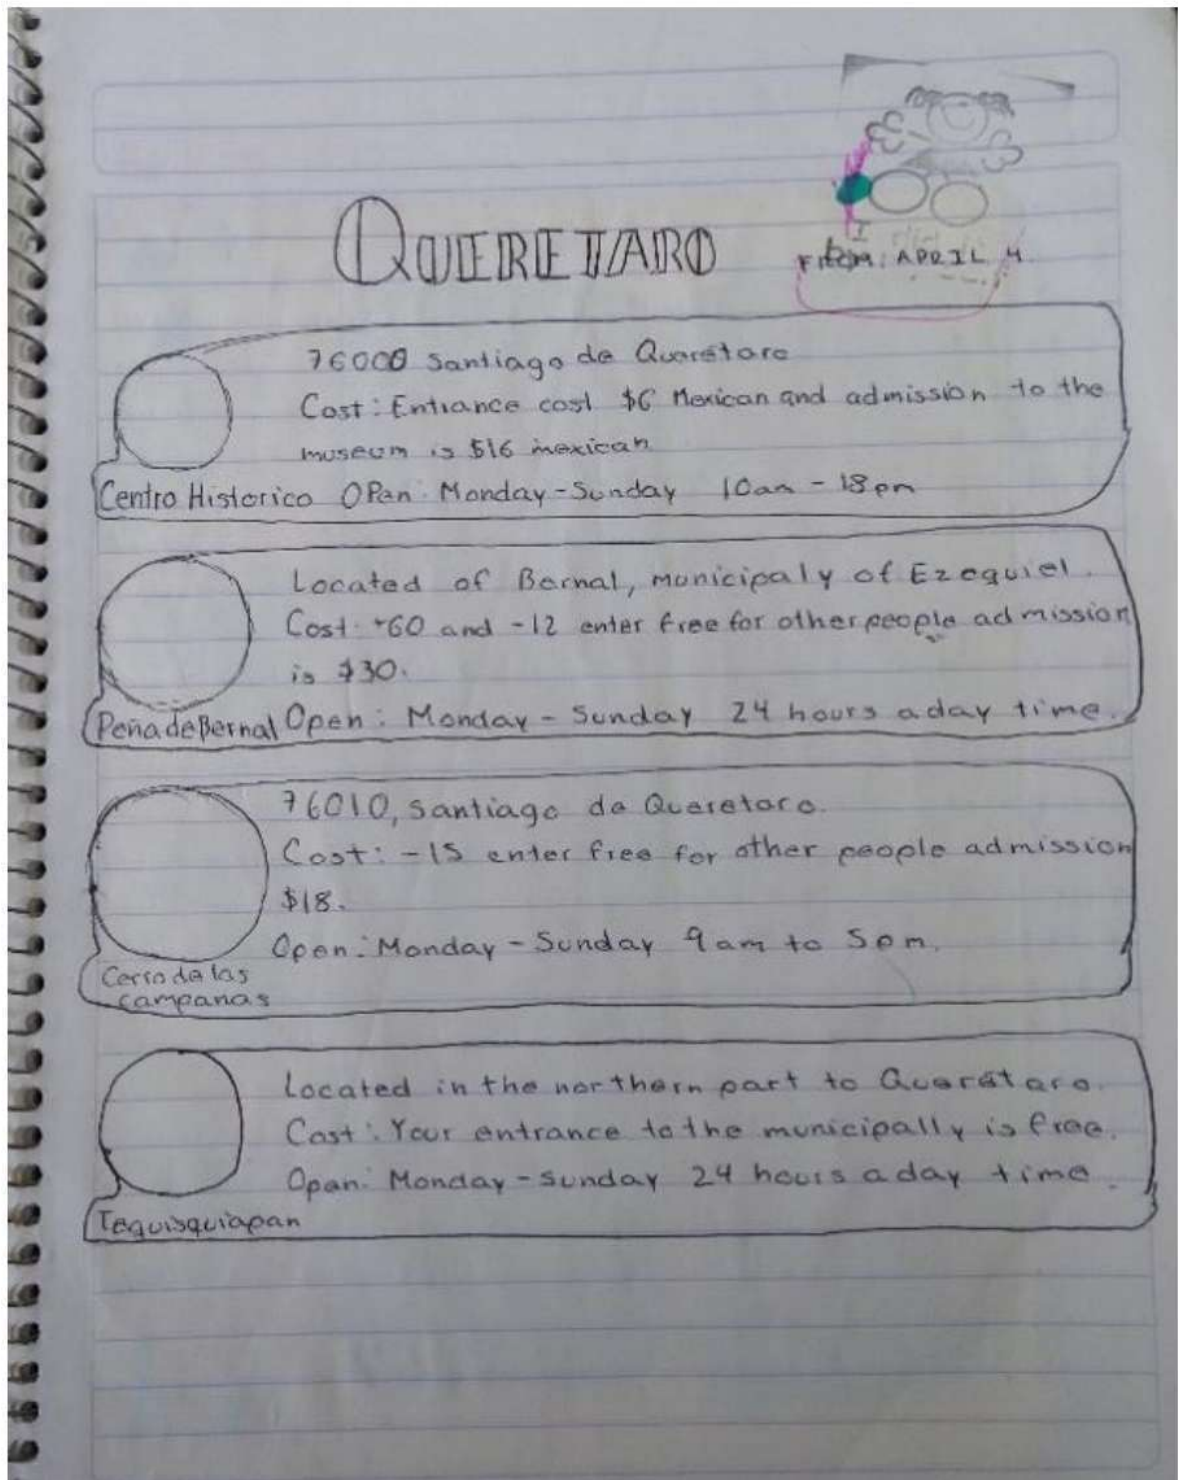 QUERETARO
APRIL 4
76000 Santiago de Querétaro
Cost: Entrance cost $6 Mexican and admission to the
museum is $16 mexican
Centro Historico OPen: Monday-Sunday 10am - 18pm
Located of Bernal, municipaly of Ezequiel.
Cost: +60 and -12 enter free for other people admission
is $30.
Peña de Bernal Open: Monday - Sunday 24 hours a day time.
76010, Santiago de Queretaro.
Cost: -15 enter free for other people admission
$18.
Open: Monday - Sunday 9am to 5pm.
Cerro de las
campanas
Located in the northern part to Querétaro.
Cost: Your entrance to the municipally is free.
Open: Monday-Sunday 24 hours a day time.
Tequisquiapan